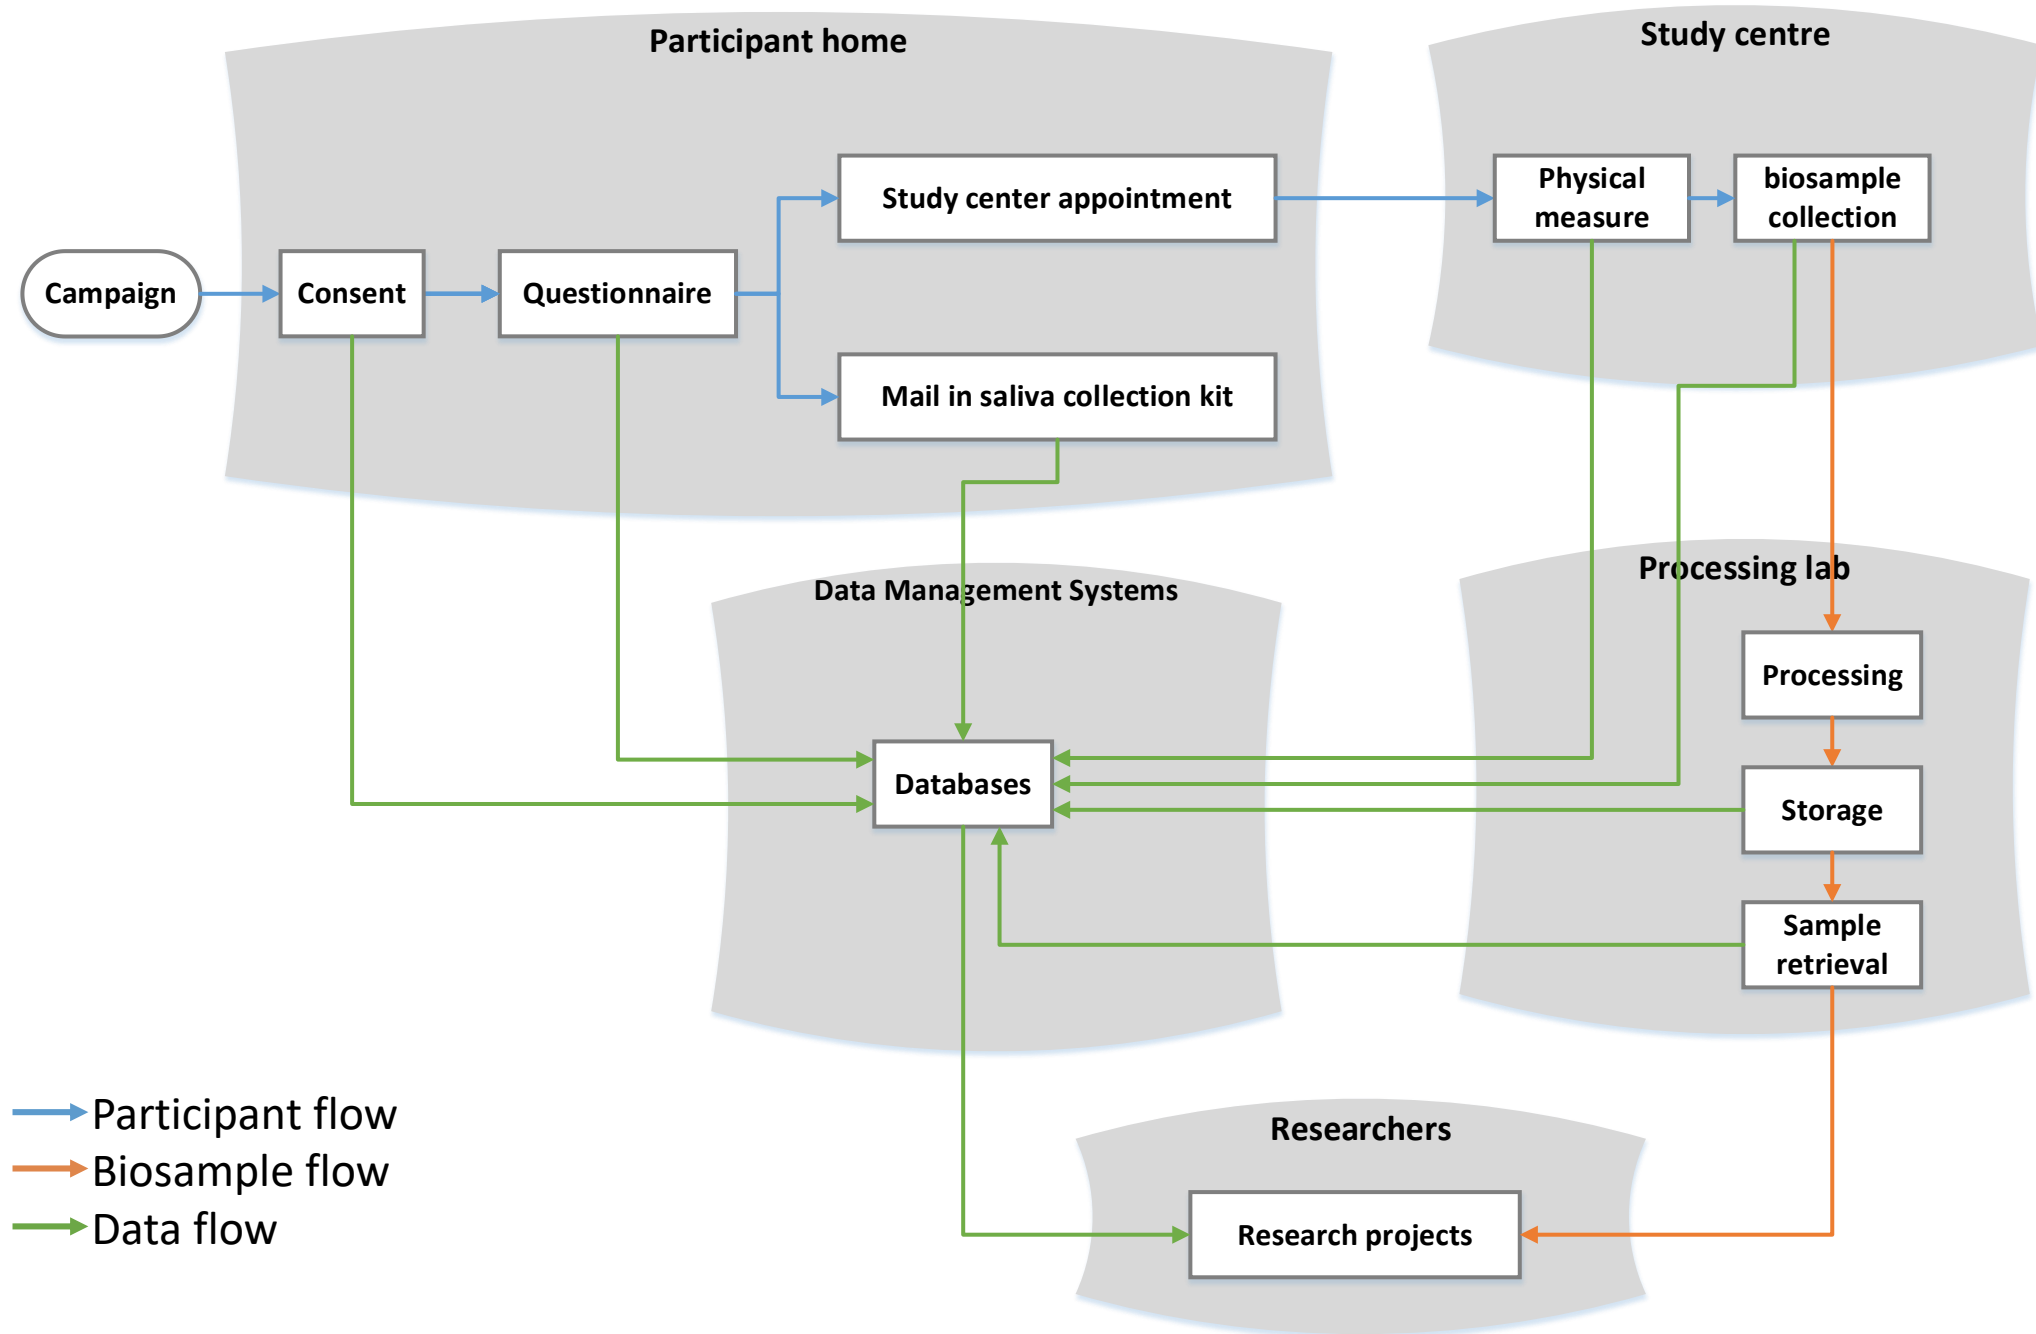 Participant home
Study centre
Study center appointment
Physical
measure
biosample
collection
Campaign
Consent
Questionnaire
Mail in saliva collection kit
Data Management Systems
Processing lab
Processing
Databases
Storage
Sample
retrieval
Participant flow
Biosample flow
Data flow
Researchers
Research projects